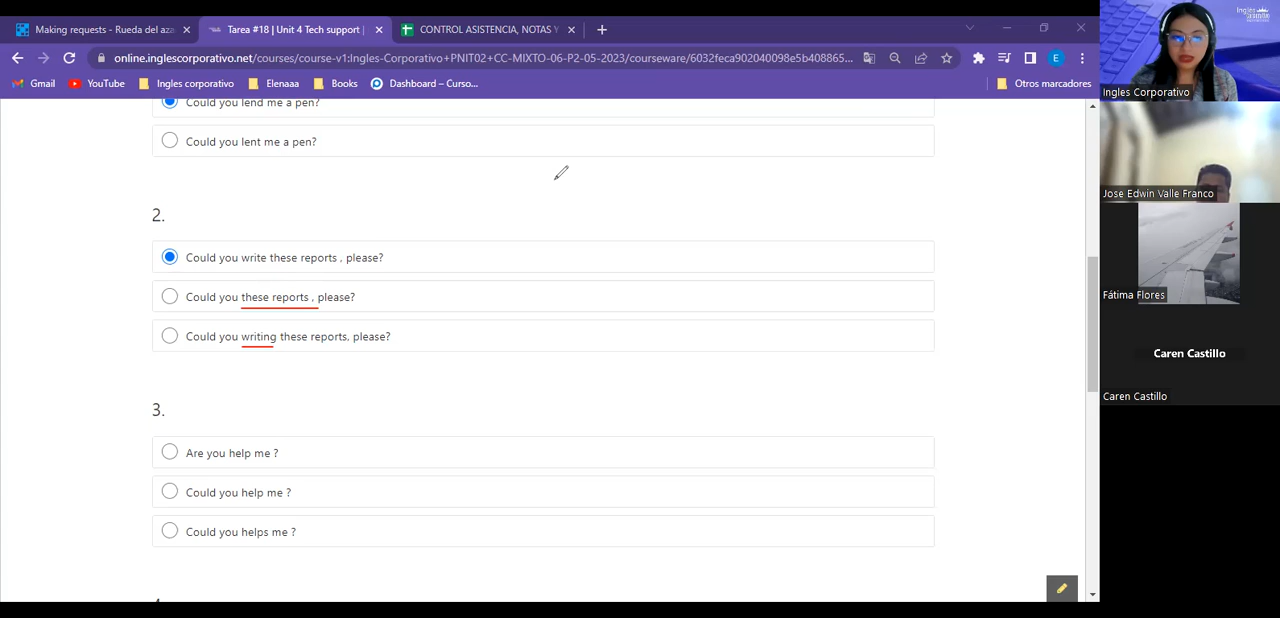 Making requests - Rueda del aza
Tarea #18 | Unit 4 Tech support |
CONTROL ASISTENCIA, NOTAS Y
online.inglescorporativo.net/courses/course-v1:Ingles-Corporativo+PNIT02+CC-MIXTO-06-P2-05-2023/courseware/6032feca902040098e5b408865...
E
Gmail
YouTube
Ingles corporativo
Elenaaa
Books
Dashboard – Curso...
Otros marcadores
Could you lend me a pen?
Could you lent me a pen?
2.
Could you write these reports , please?
Could you these reports , please?
Could you writing these reports, please?
3.
Are you help me ?
Could you help me ?
Could you helps me ?
Ingles Corporativo
Jose Edwin Valle Franco
Fátima Flores
Caren Castillo
Caren Castillo